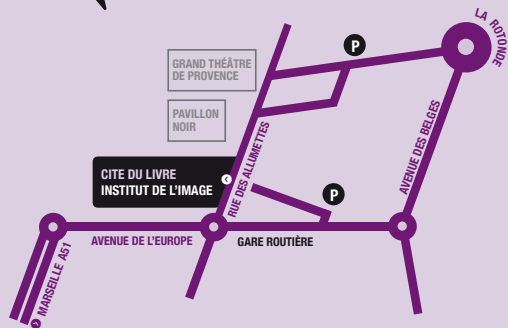 LA ROTONDE
P
GRAND THÉÂTRE
DE PROVENCE
PAVILLON
NOIR
RUE DES ALLUMETTES
AVENUE DES BELGES
CITE DU LIVRE
INSTITUT DE L'IMAGE
P
AVENUE DE L'EUROPE
GARE ROUTIÈRE
MARSEILLE A51